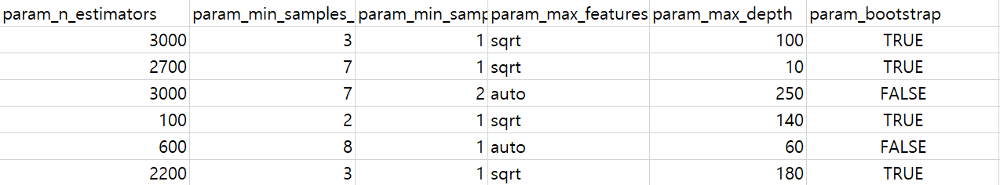 param_n_estimators param_min_samples_ param_min_samp param_max_features param_max_depth param_bootstrap
3000 3 1 sqrt 100 TRUE
2700 7 1 sqrt 10 TRUE
3000 7 2 auto 250 FALSE
100 2 1 sqrt 140 TRUE
600 8 1 auto 60 FALSE
2200 3 1 sqrt 180 TRUE